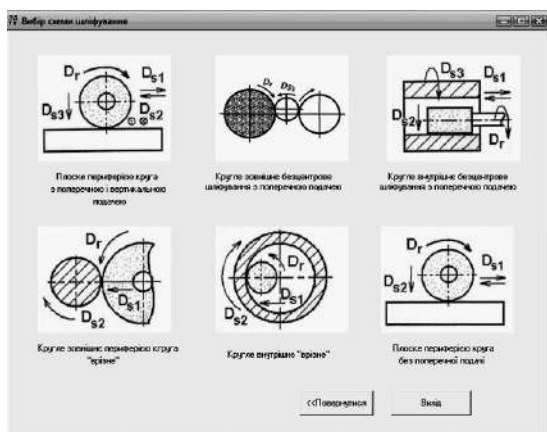 Вибір схеми шліфування
Dr
Ds1
Ds3
Ds2
Плоске периферією круга
з поперечною і вертикальною
подачею
Dr
Ds1
Кругле зовнішнє безцентрове
шліфування з поперечною подачею
Ds3
Ds1
Ds2
Dr
Кругле внутрішнє безцентрове
шліфування з поперечною подачею
Dr
Ds1
Ds2
Кругле зовнішнє периферією круга
"врізне"
Dr
Ds1
Ds2
Кругле внутрішнє "врізне"
Dr
Ds1
Ds2
Плоске периферією круга
без поперечної подачі
<<Повернутися
Вихід